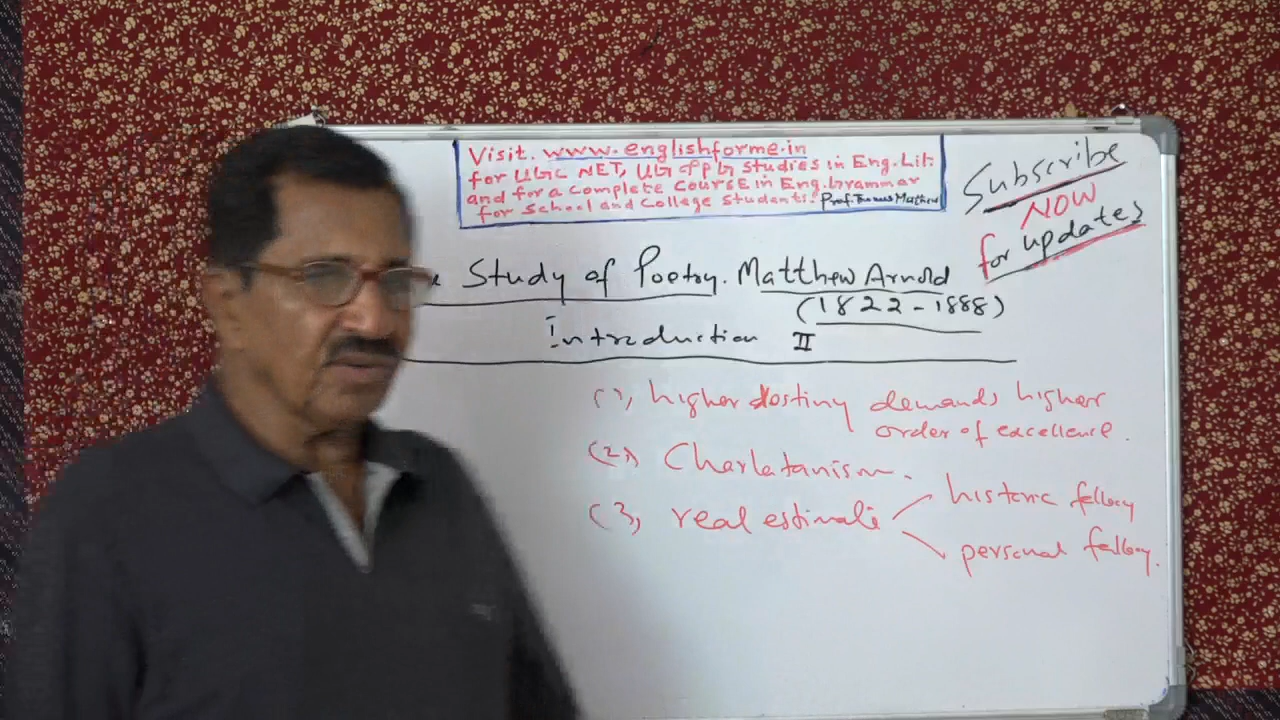 Visit. www.englishforme.in
for UGC NET, UG & PG Studies in Eng. Lit:
and for a Complete Course in Eng. Grammar
for School and College Students. Prof. Thomas Mathew
Subscribe
NOW
for updates
Study of Poetry. Matthew Arnold
(1822-1888)
Introduction II
(1), higher destiny demands higher
order of excellence.
(2), Charlatanism.
(3, real estimate
historic fallacy
personal fallacy.